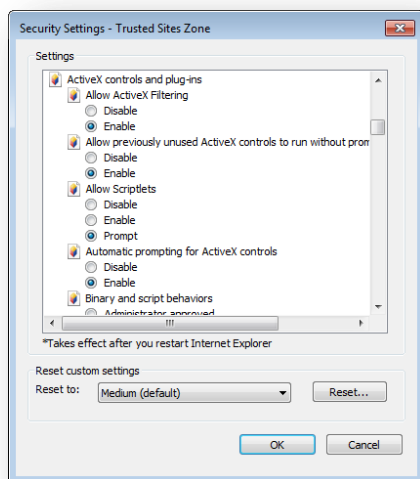 Security Settings - Trusted Sites Zone
Settings
ActiveX controls and plug-ins
Allow ActiveX Filtering
Disable
Enable
Allow previously unused ActiveX controls to run without prom
Disable
Enable
Allow Scriptlets
Disable
Enable
Prompt
Automatic prompting for ActiveX controls
Disable
Enable
Binary and script behaviors
Administrator approved
*Takes effect after you restart Internet Explorer
Reset custom settings
Reset to: Medium (default) Reset...
OK Cancel